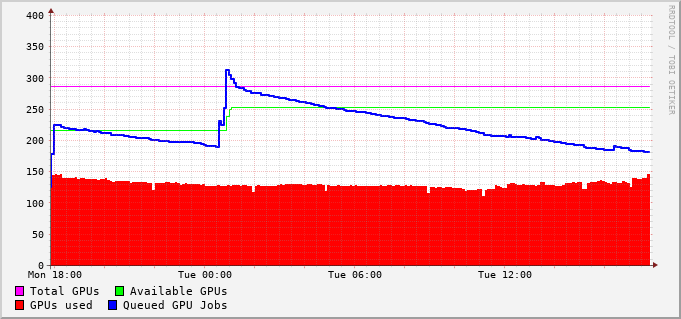 400
350
300
250
200
150
100
50
0
Mon 18:00 Tue 00:00 Tue 06:00 Tue 12:00
Total GPUs Available GPUs
GPUs used Queued GPU Jobs
RRDTOOL / TOBI OETIKER